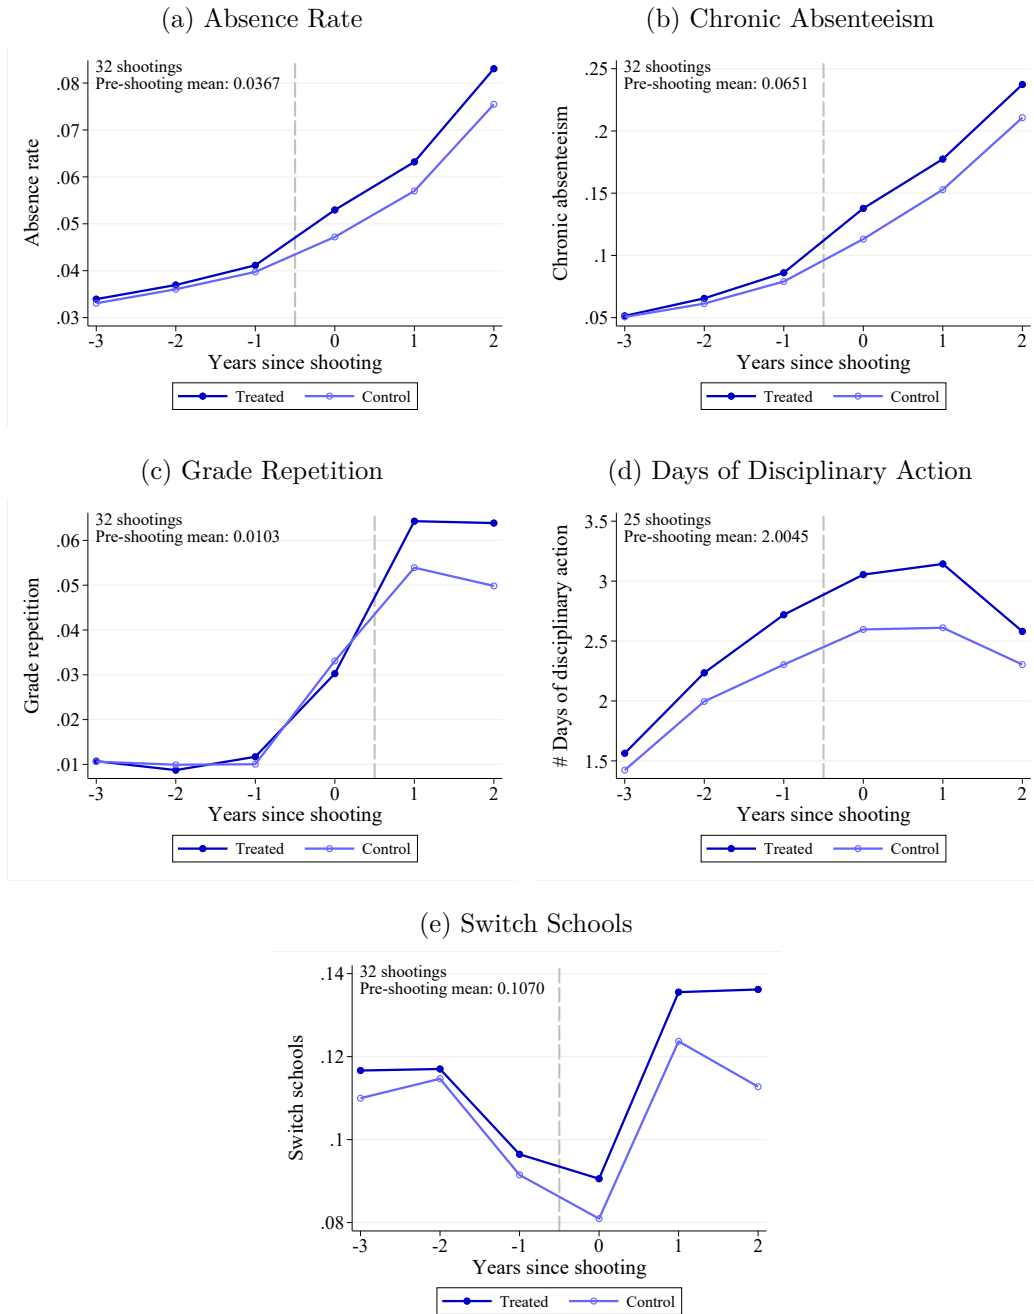 (a) Absence Rate
32 shootings
Pre-shooting mean: 0.0367
Absence rate
.08
.07
.06
.05
.04
.03
-3 -2 -1 0 1 2
Years since shooting
Treated Control
(b) Chronic Absenteeism
32 shootings
Pre-shooting mean: 0.0651
Chronic absenteeism
.25
.2
.15
.1
.05
-3 -2 -1 0 1 2
Years since shooting
Treated Control
(c) Grade Repetition
32 shootings
Pre-shooting mean: 0.0103
Grade repetition
.06
.05
.04
.03
.02
.01
-3 -2 -1 0 1 2
Years since shooting
Treated Control
(d) Days of Disciplinary Action
25 shootings
Pre-shooting mean: 2.0045
# Days of disciplinary action
3.5
3
2.5
2
1.5
-3 -2 -1 0 1 2
Years since shooting
Treated Control
(e) Switch Schools
32 shootings
Pre-shooting mean: 0.1070
Switch schools
.14
.12
.1
.08
-3 -2 -1 0 1 2
Years since shooting
Treated Control